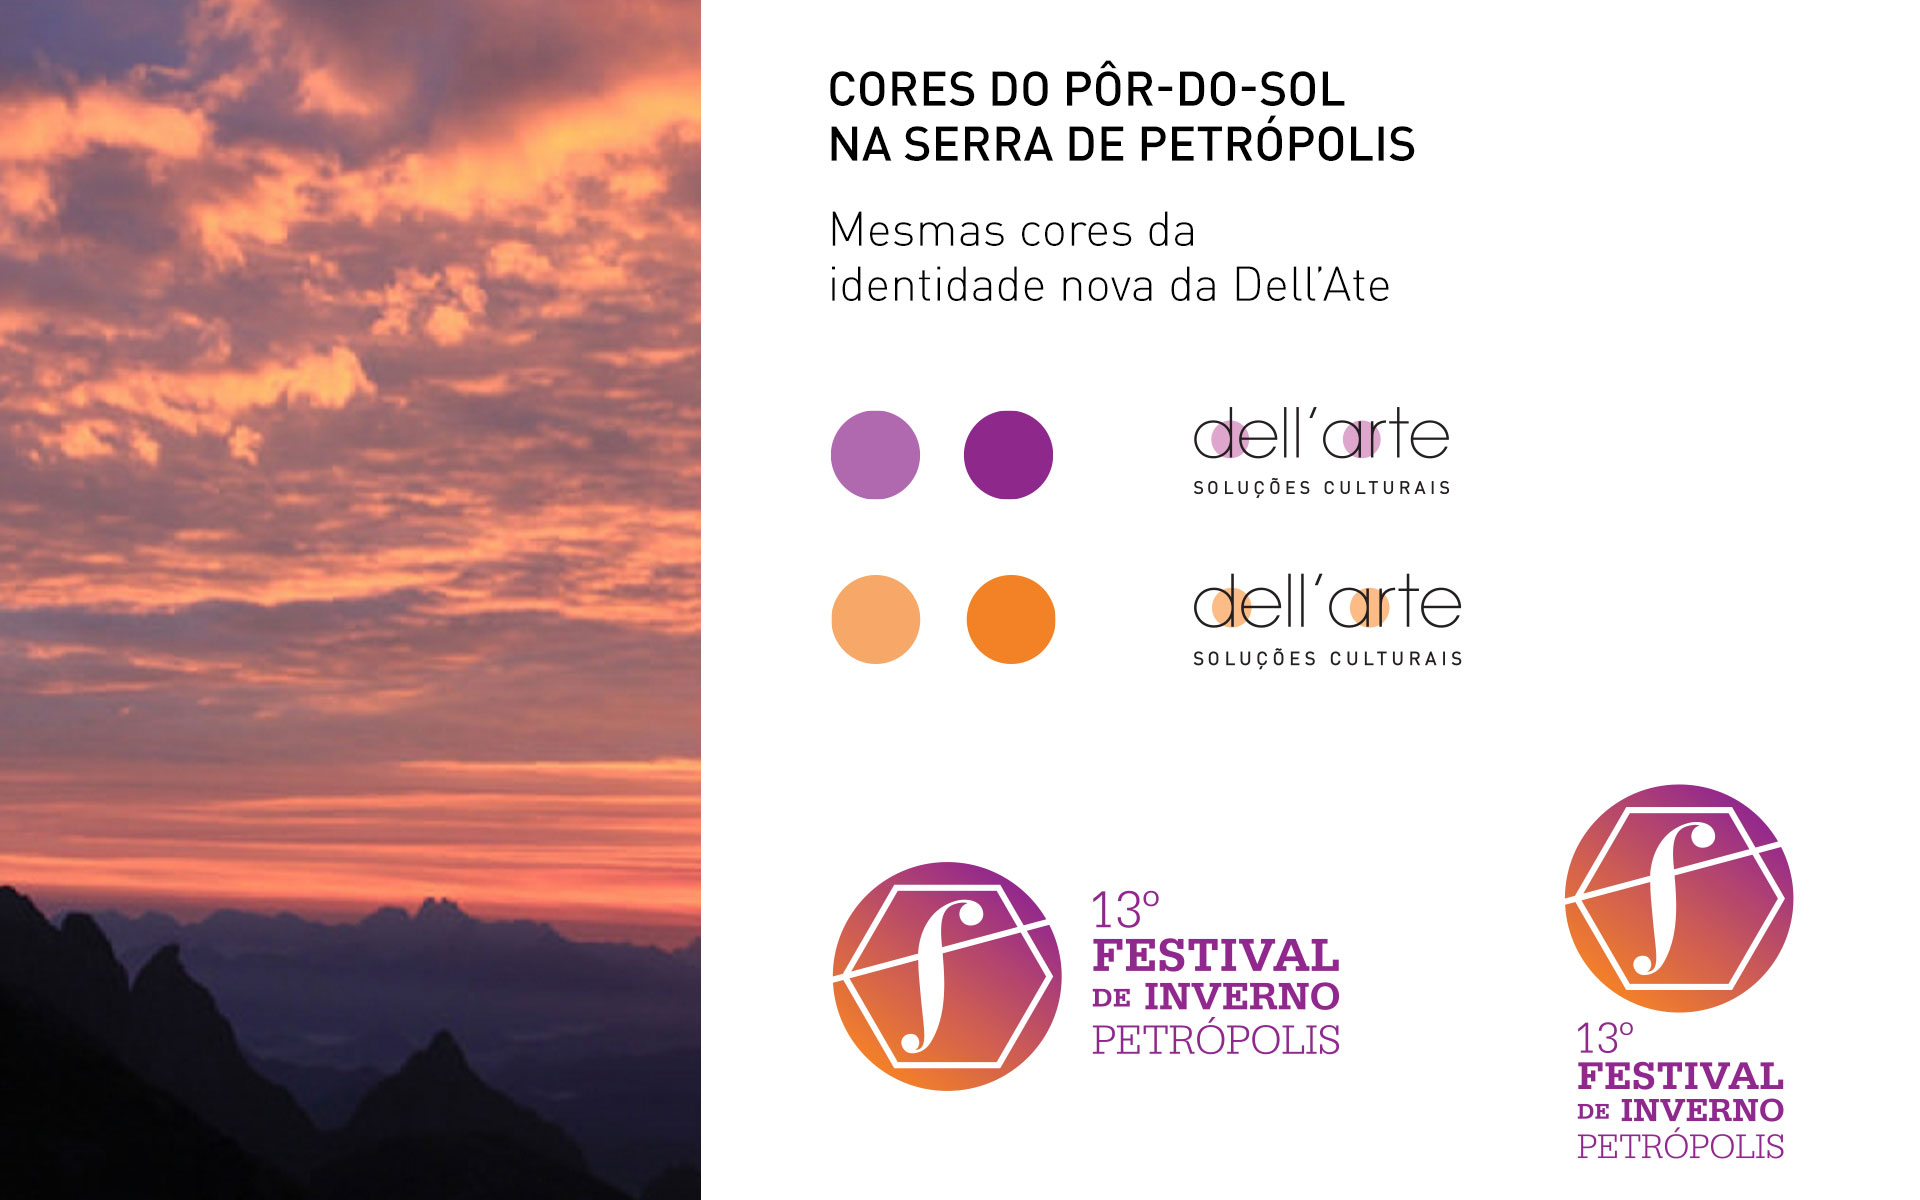 CORES DO PÔR-DO-SOL
NA SERRA DE PETRÓPOLIS
Mesmas cores da
identidade nova da Dell'Ate
dell'arte
SOLUÇÕES CULTURAIS
dell'arte
SOLUÇÕES CULTURAIS
13º
FESTIVAL
DE INVERNO
PETRÓPOLIS
13º
FESTIVAL
DE INVERNO
PETRÓPOLIS